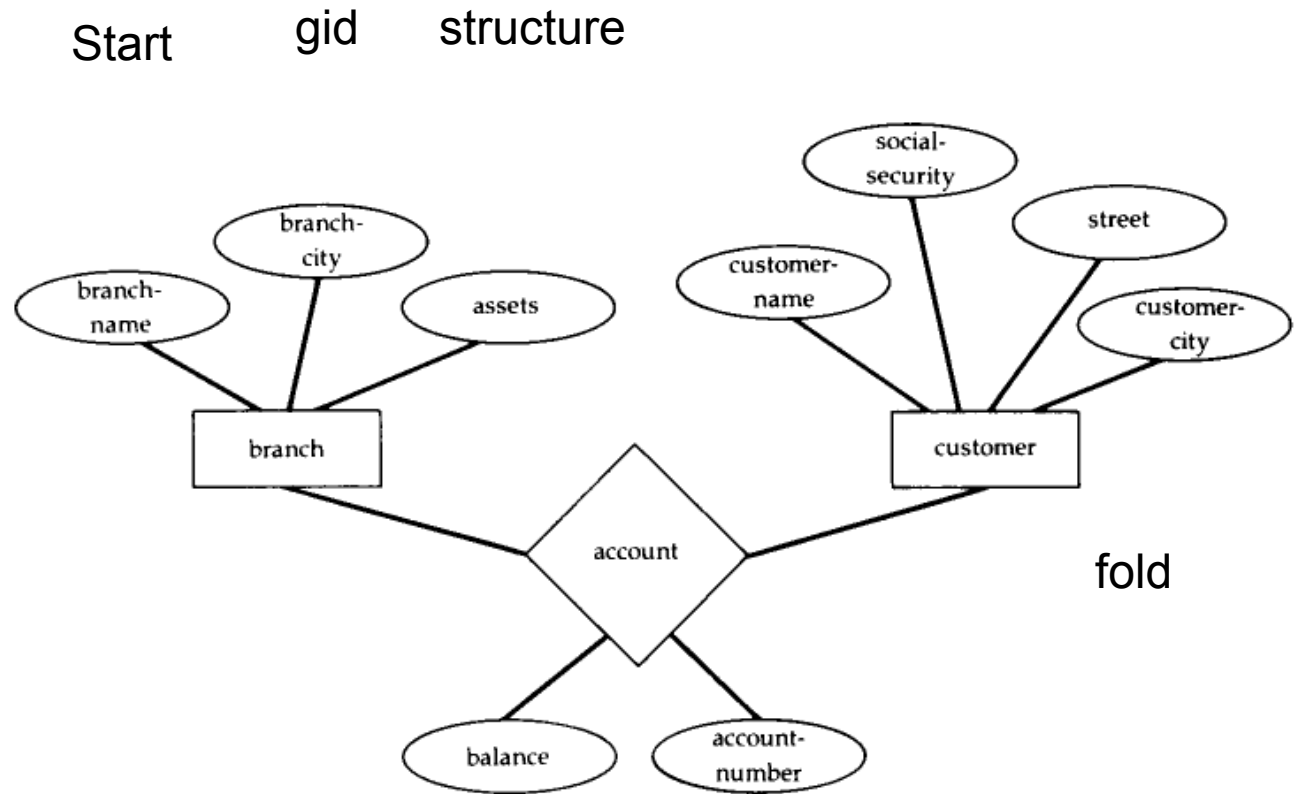 Start gid structure
social-
security
branch-
city
street
customer-
name
branch-
name
assets
customer-
city
branch
customer
account
fold
balance
account-
number